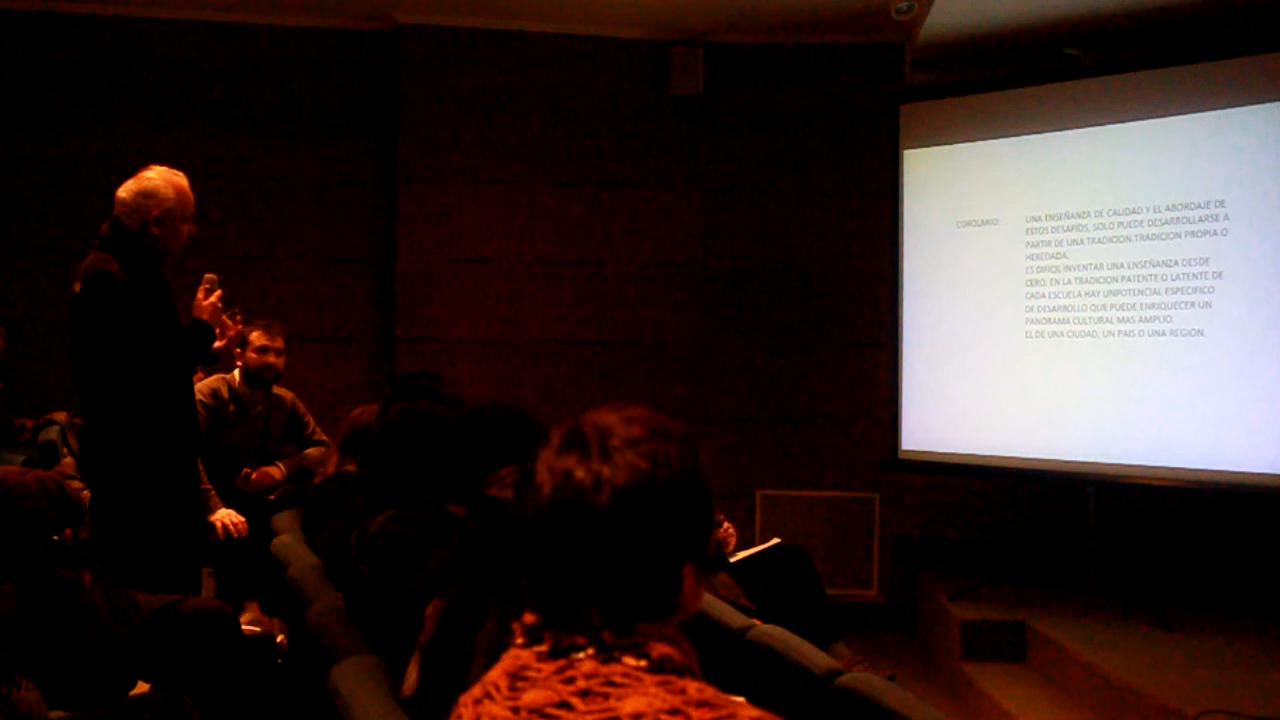 COROLARIO: UNA ENSEÑANZA DE CALIDAD Y EL ABORDAJE DE
ESTOS DESAFIOS, SOLO PUEDE DESARROLLARSE A
PARTIR DE UNA TRADICION.TRADICION PROPIA O
HEREDADA.
ES DIFICIL INVENTAR UNA ENSEÑANZA DESDE
CERO. EN LA TRADICION PATENTE O LATENTE DE
CADA ESCUELA HAY UNPOTENCIAL ESPECIFICO
DE DESARROLLO QUE PUEDE ENRIQUECER UN
PANORAMA CULTURAL MAS AMPLIO.
EL DE UNA CIUDAD, UN PAIS O UNA REGION.